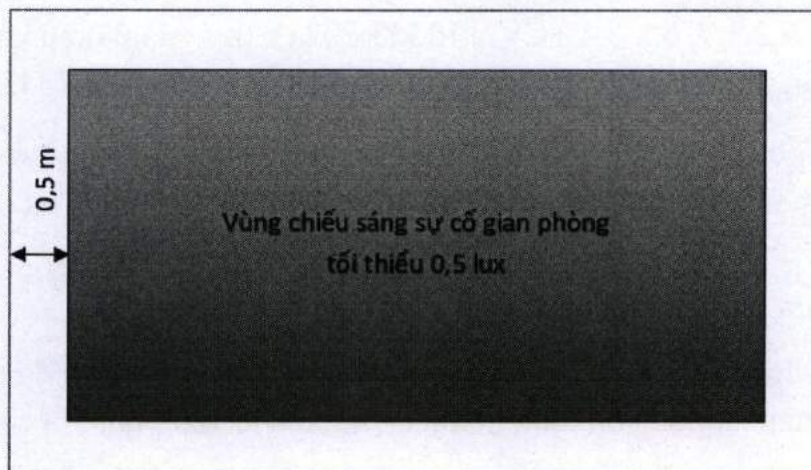 0,5 m
Vùng chiếu sáng sự cố gian phòng
tối thiểu 0,5 lux